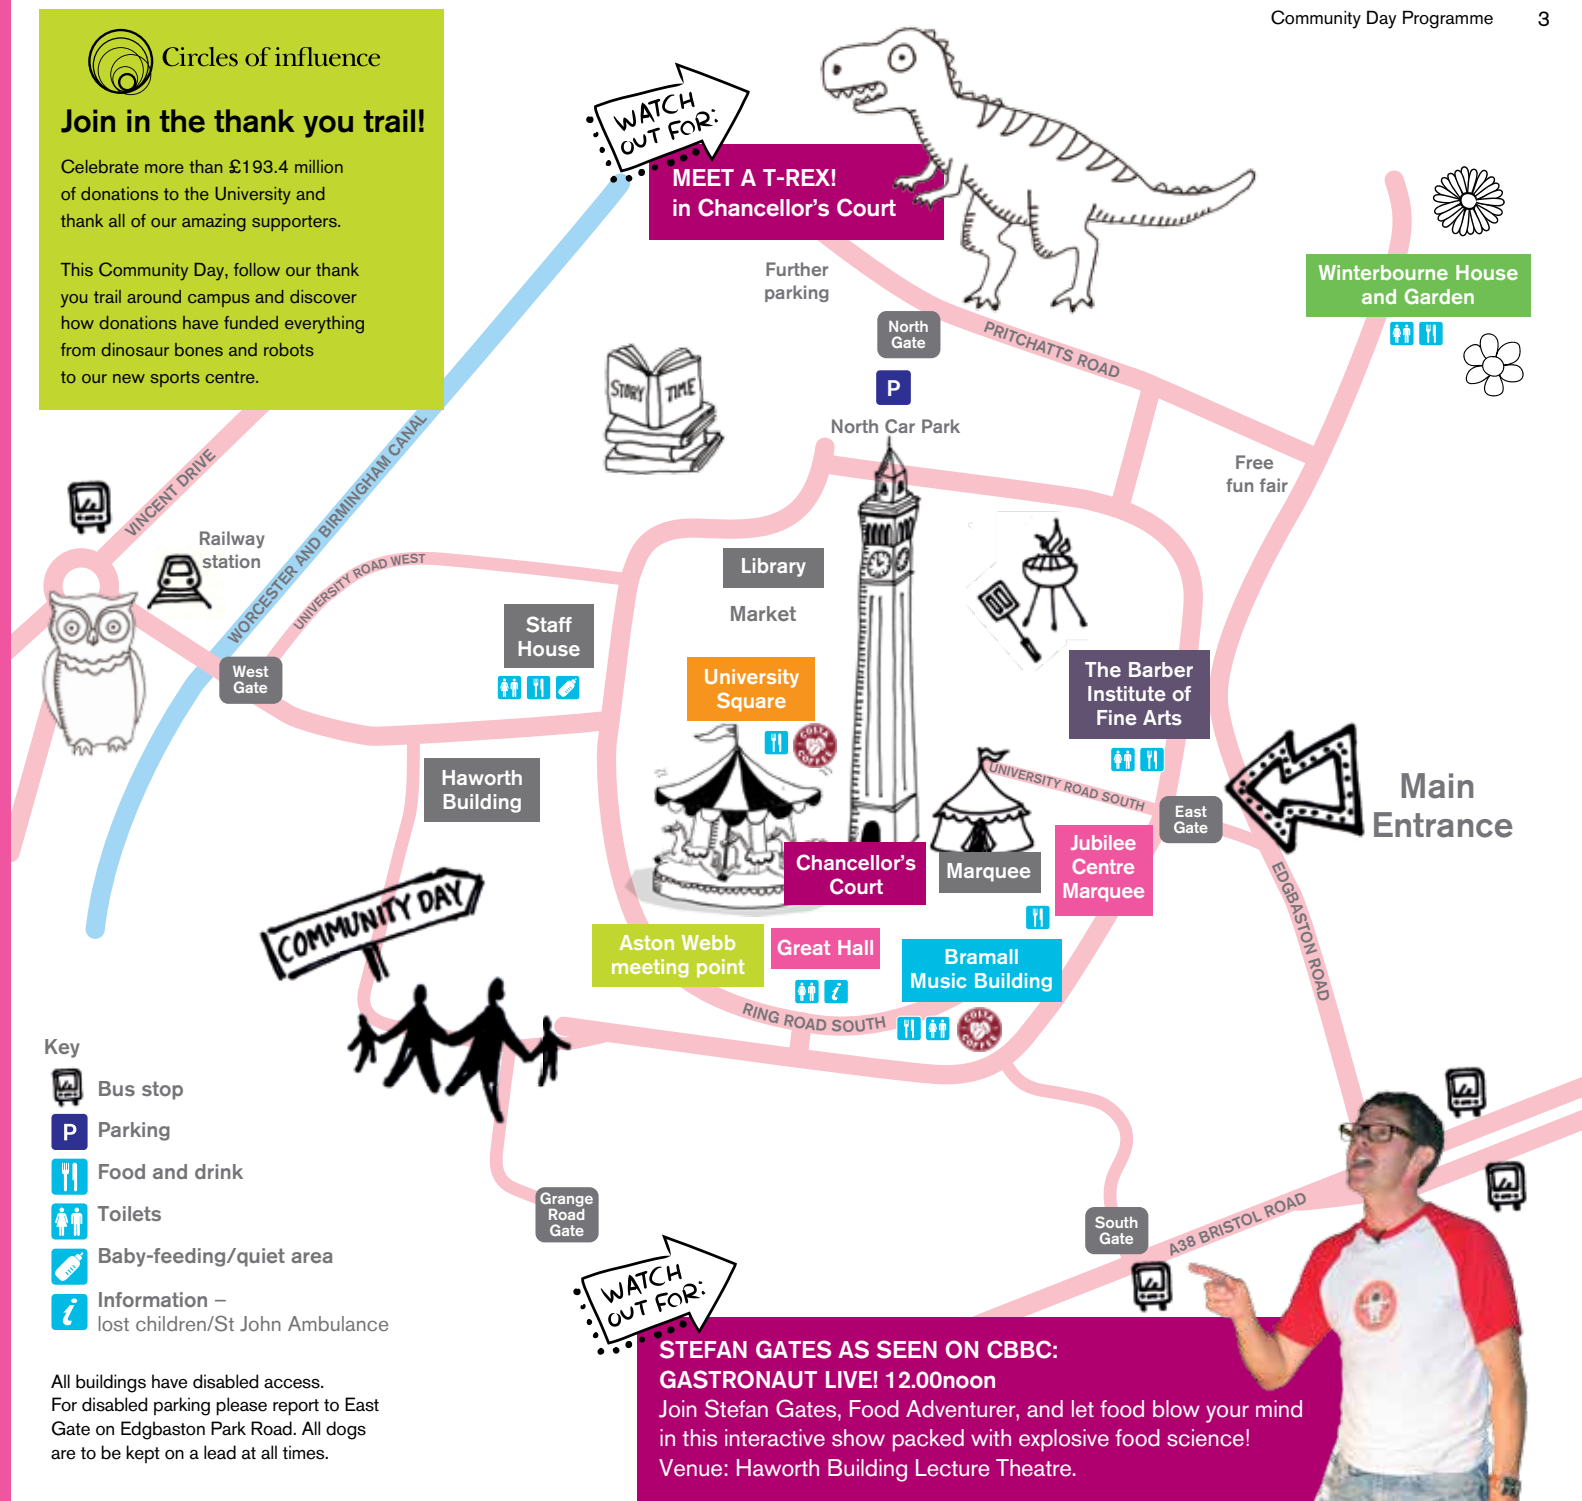 Community Day Programme 3
Circles of influence
Join in the thank you trail!
Celebrate more than £193.4 million
of donations to the University and
thank all of our amazing supporters.
This Community Day, follow our thank
you trail around campus and discover
how donations have funded everything
from dinosaur bones and robots
to our new sports centre.
WATCH
OUT FOR:
MEET A T-REX!
in Chancellor's Court
Further
parking
North
Gate
PRITCHATTS ROAD
P
North Car Park
Winterbourne House
and Garden
STORY TIME
Free
fun fair
VINCENT DRIVE
WORCESTER AND BIRMINGHAM CANAL
Railway
station
UNIVERSITY ROAD WEST
West
Gate
Staff
House
Library
Market
University
Square
COSTA
COFFEE
The Barber
Institute of
Fine Arts
UNIVERSITY ROAD SOUTH
East
Gate
Main
Entrance
Haworth
Building
Chancellor's
Court
Marquee
Jubilee
Centre
Marquee
EDGBASTON ROAD
COMMUNITY DAY
Aston Webb
meeting point
Great Hall
i
Bramall
Music Building
RING ROAD SOUTH
COSTA
COFFEE
Key
Bus stop
P Parking
Food and drink
Toilets
Baby-feeding/quiet area
i Information –
lost children/St John Ambulance
Grange
Road
Gate
South
Gate
A38 BRISTOL ROAD
All buildings have disabled access.
For disabled parking please report to East
Gate on Edgbaston Park Road. All dogs
are to be kept on a lead at all times.
WATCH
OUT FOR:
STEFAN GATES AS SEEN ON CBBC:
GASTRONAUT LIVE! 12.00noon
Join Stefan Gates, Food Adventurer, and let food blow your mind
in this interactive show packed with explosive food science!
Venue: Haworth Building Lecture Theatre.